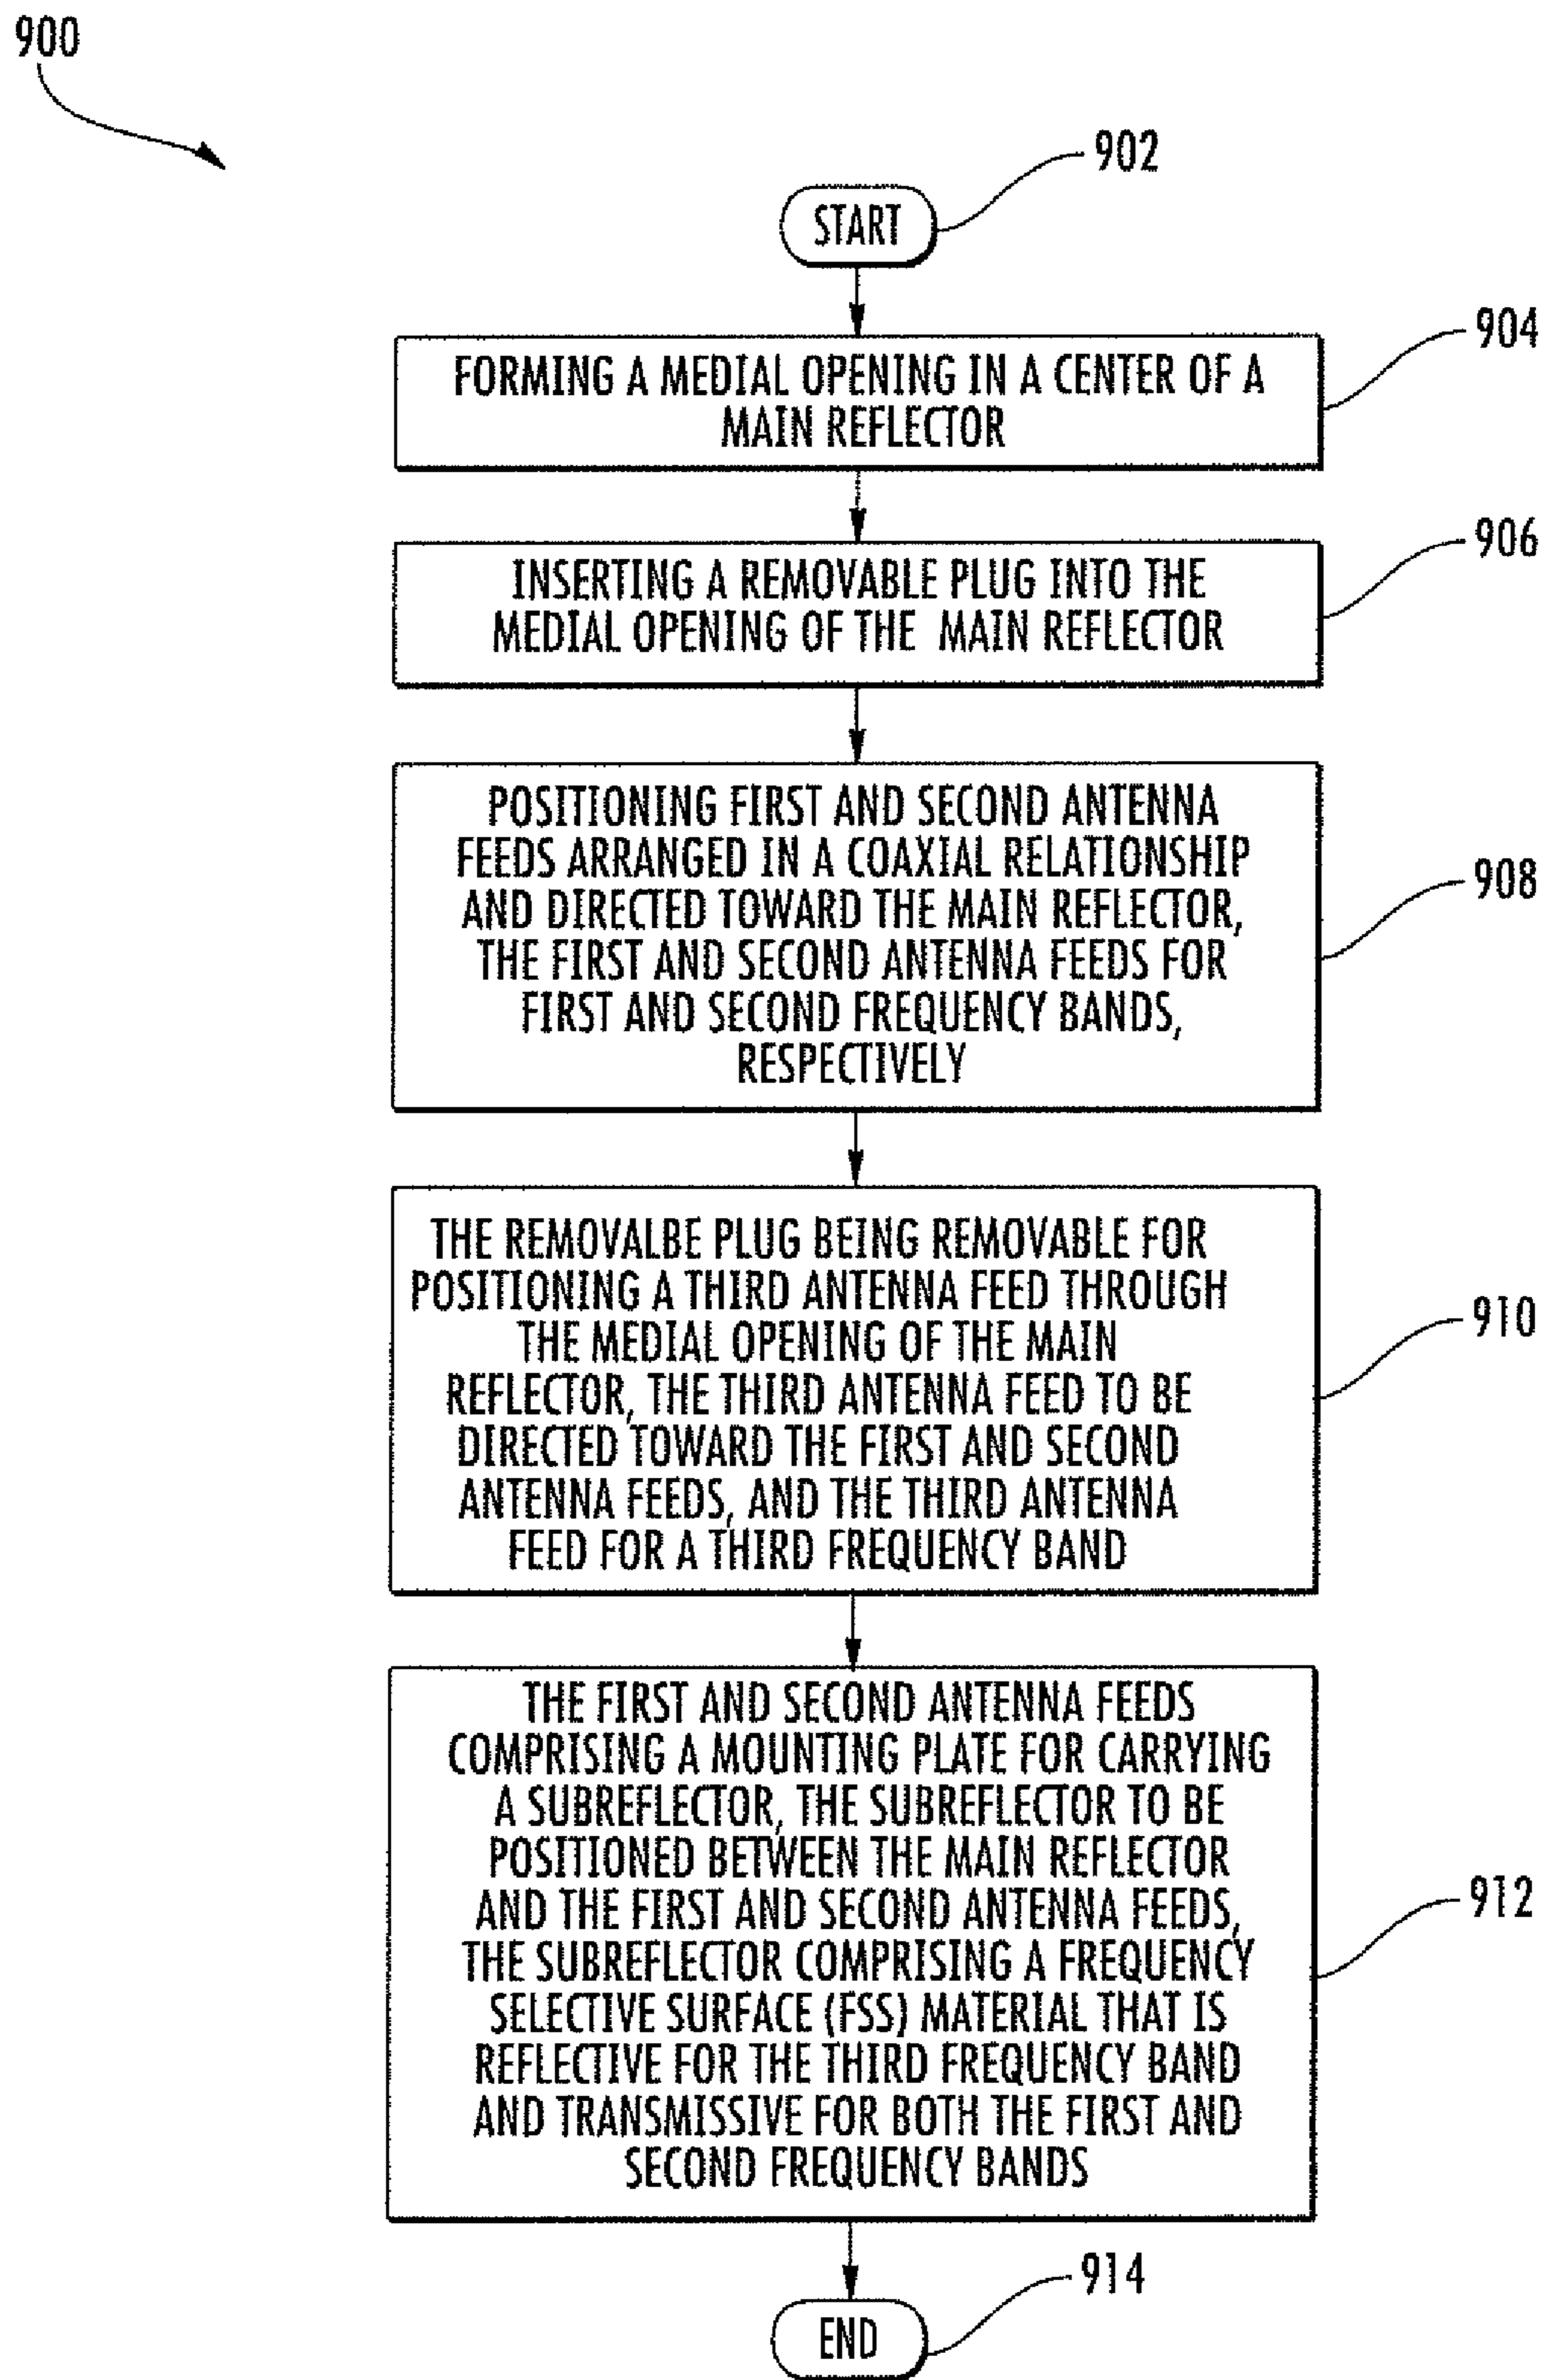 900
902
START
904
FORMING A MEDIAL OPENING IN A CENTER OF A
MAIN REFLECTOR
906
INSERTING A REMOVABLE PLUG INTO THE
MEDIAL OPENING OF THE MAIN REFLECTOR
908
POSITIONING FIRST AND SECOND ANTENNA
FEEDS ARRANGED IN A COAXIAL RELATIONSHIP
AND DIRECTED TOWARD THE MAIN REFLECTOR,
THE FIRST AND SECOND ANTENNA FEEDS FOR
FIRST AND SECOND FREQUENCY BANDS,
RESPECTIVELY
910
THE REMOVALBE PLUG BEING REMOVABLE FOR
POSITIONING A THIRD ANTENNA FEED THROUGH
THE MEDIAL OPENING OF THE MAIN
REFLECTOR, THE THIRD ANTENNA FEED TO BE
DIRECTED TOWARD THE FIRST AND SECOND
ANTENNA FEEDS, AND THE THIRD ANTENNA
FEED FOR A THIRD FREQUENCY BAND
912
THE FIRST AND SECOND ANTENNA FEEDS
COMPRISING A MOUNTING PLATE FOR CARRYING
A SUBREFLECTOR, THE SUBREFLECTOR TO BE
POSITIONED BETWEEN THE MAIN REFLECTOR
AND THE FIRST AND SECOND ANTENNA FEEDS,
THE SUBREFLECTOR COMPRISING A FREQUENCY
SELECTIVE SURFACE (FSS) MATERIAL THAT IS
REFLECTIVE FOR THE THIRD FREQUENCY BAND
AND TRANSMISSIVE FOR BOTH THE FIRST AND
SECOND FREQUENCY BANDS
914
END